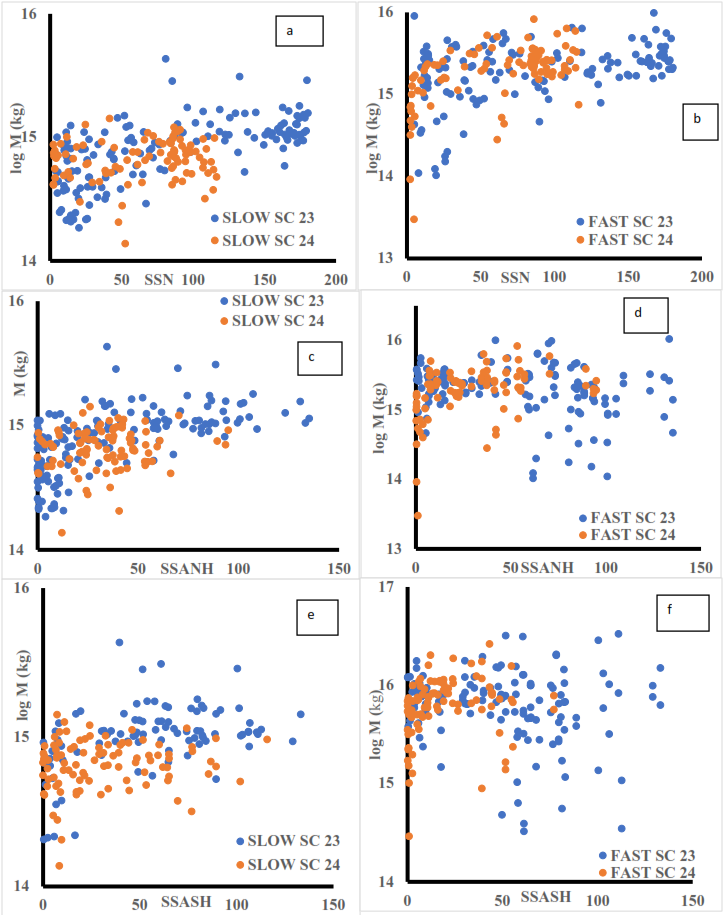 16
a
15
log M (kg)
SLOW SC 23
SLOW SC 24
14
0 50 SSN 100 150 200
16
15
log M (kg)
b
14
FAST SC 23
FAST SC 24
13
0 50 SSN 100 150 200
16
SLOW SC 23
SLOW SC 24
c
M (kg)
15
14
0 50 SSANH 100 150
d
16
log M (kg)
15
14
FAST SC 23
FAST SC 24
13
0 50 SSANH 100 150
16
e
log M (kg)
15
SLOW SC 23
SLOW SC 24
14
0 50 SSASH 100 150
17
f
16
log M (kg)
15
FAST SC 23
FAST SC 24
14
0 50 SSASH 100 150